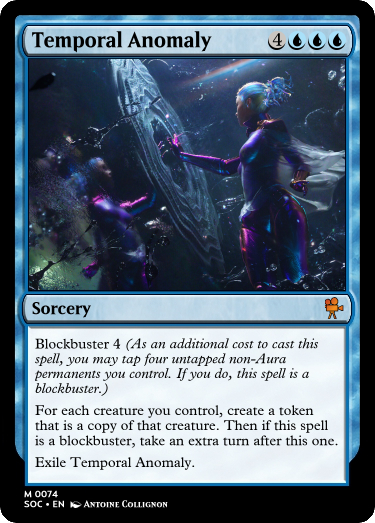 Temporal Anomaly 4
Sorcery
Blockbuster 4 (As an additional cost to cast this
spell, you may tap four untapped non-Aura
permanents you control. If you do, this spell is a
blockbuster.)
For each creature you control, create a token
that is a copy of that creature. Then if this spell
is a blockbuster, take an extra turn after this one.
Exile Temporal Anomaly.
M 0074
SOC • EN Antoine Collignon